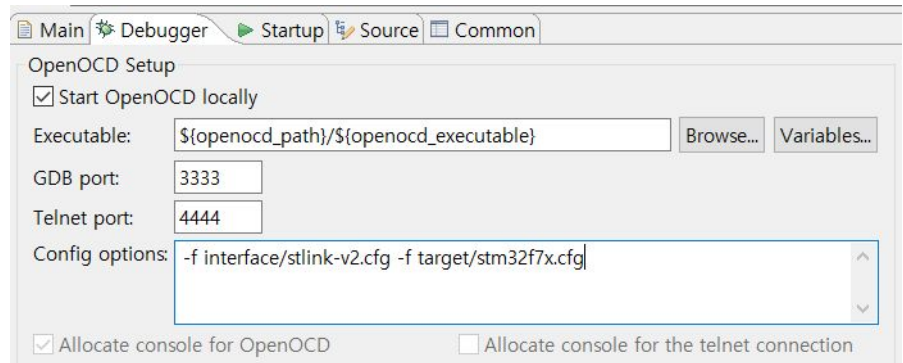 Main Debugger Startup Source Common
OpenOCD Setup
Start OpenOCD locally
Executable: ${openocd_path}/${openocd_executable} Browse... Variables...
GDB port: 3333
Telnet port: 4444
Config options: -f interface/stlink-v2.cfg -f target/stm32f7x.cfg
Allocate console for OpenOCD Allocate console for the telnet connection